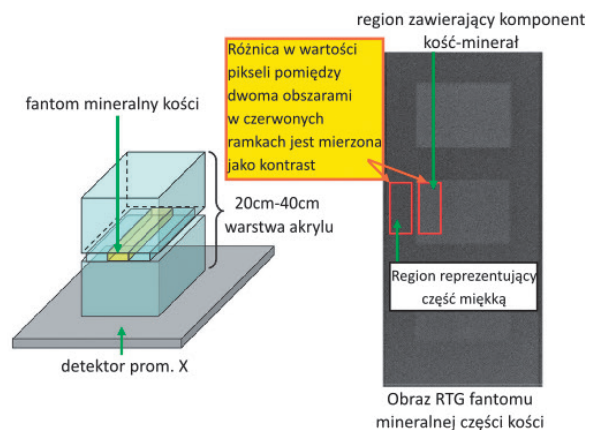 region zawierający komponent
kość-minerał
Różnica w wartości
pikseli pomiędzy
dwoma obszarami
w czerwonych
ramkach jest mierzona
jako kontrast
fantom mineralny kości
20cm-40cm
warstwa akrylu
Region reprezentujący
część miękką
detektor prom. X
Obraz RTG fantomu
mineralnej części kości